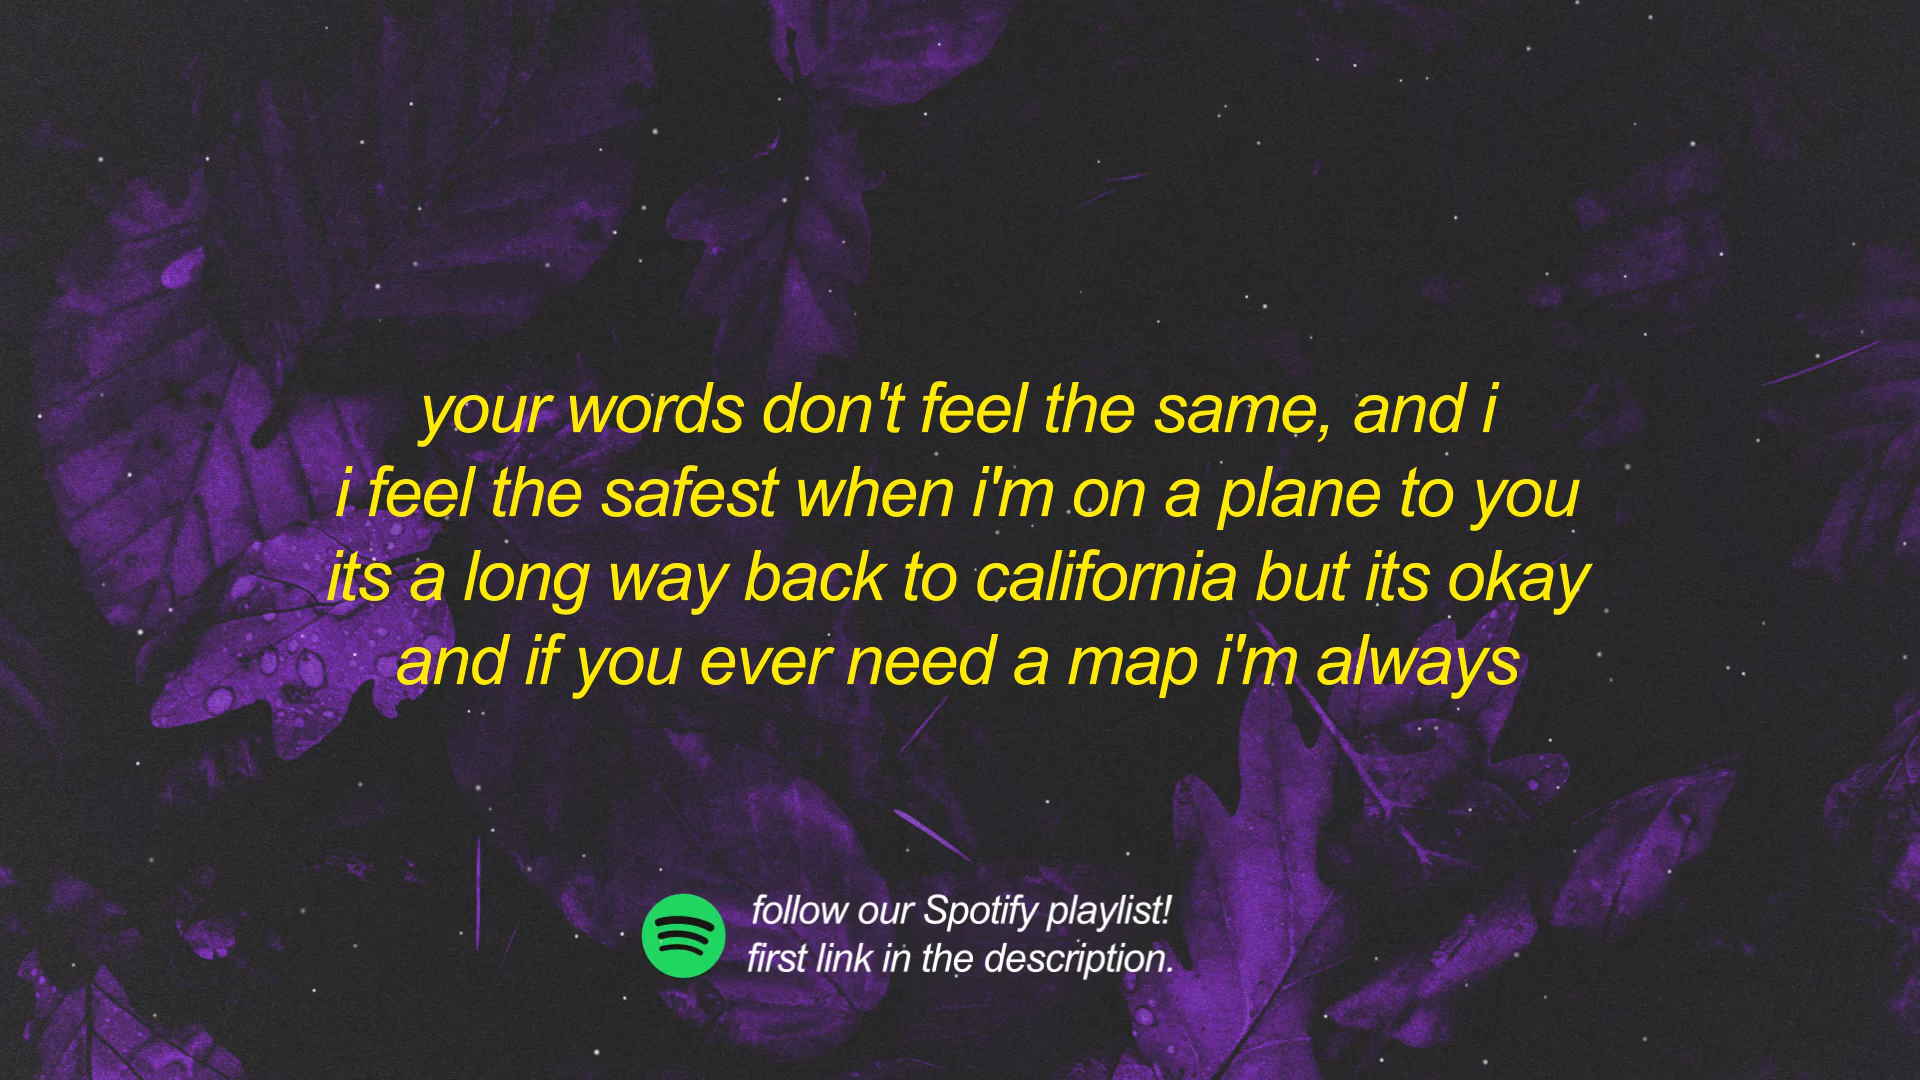 your words don't feel the same, and i
i feel the safest when i'm on a plane to you
its a long way back to california but its okay
and if you ever need a map i'm always
follow our Spotify playlist!
first link in the description.